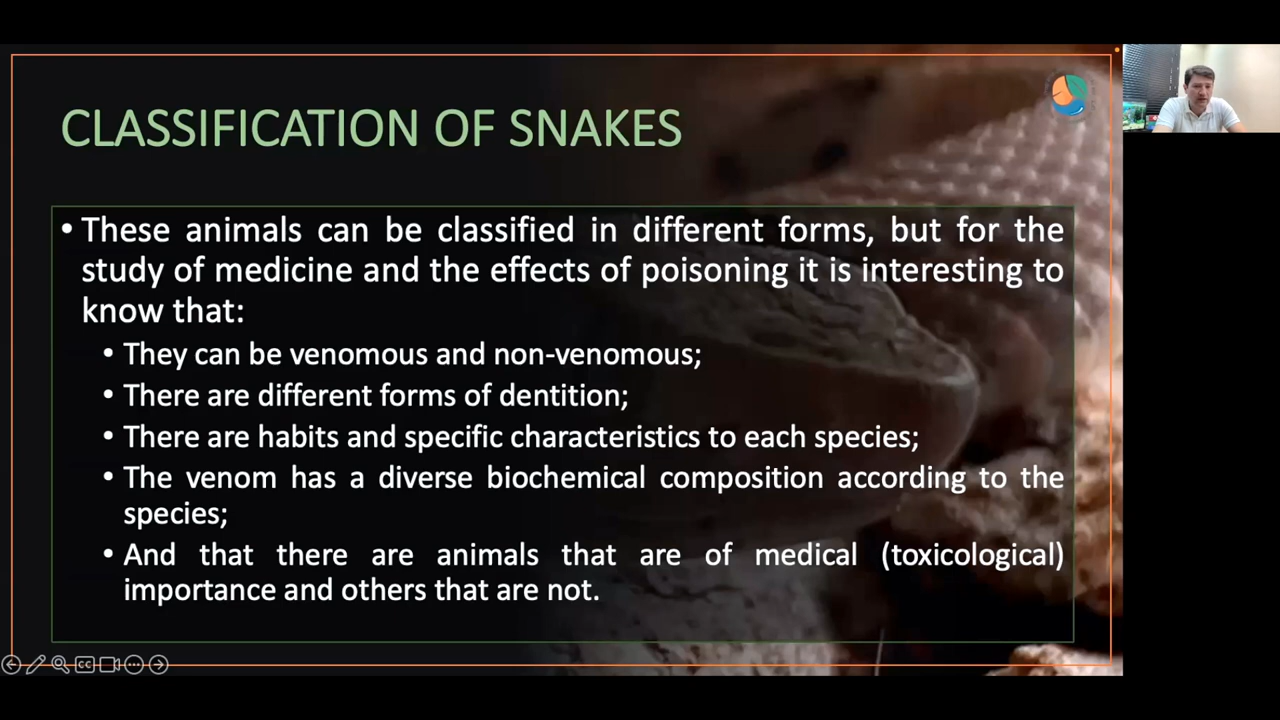 CLASSIFICATION OF SNAKES
• These animals can be classified in different forms, but for the
study of medicine and the effects of poisoning it is interesting to
know that:
• They can be venomous and non-venomous;
• There are different forms of dentition;
• There are habits and specific characteristics to each species;
• The venom has a diverse biochemical composition according to the
species;
• And that there are animals that are of medical (toxicological)
importance and others that are not.
CC